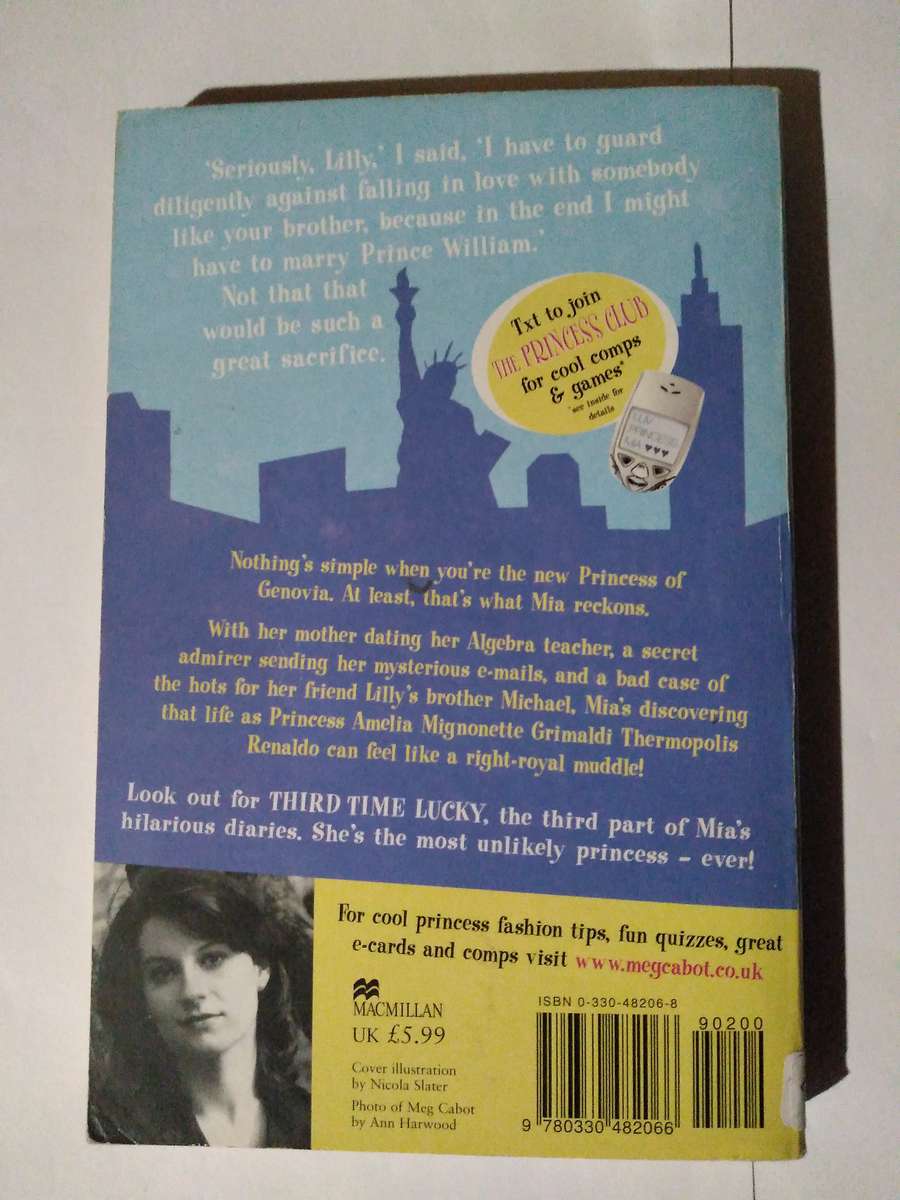 'Seriously, Lilly,' I said, 'I have to guard
diligently against falling in love with somebody
like your brother, because in the end I might
have to marry Prince William.'
Not that that
would be such a
great sacrifice.
Txt to join
THE PRINCESS CLUB
for cool comps
& games*
*see inside for
details
LUV
PRINCESS
MIA ♥♥♥
Nothing's simple when you're the new Princess of
Genovia. At least, that's what Mia reckons.
With her mother dating her Algebra teacher, a secret
admirer sending her mysterious e-mails, and a bad case of
the hots for her friend Lilly's brother Michael, Mia's discovering
that life as Princess Amelia Mignonette Grimaldi Thermopolis
Renaldo can feel like a right-royal muddle!
Look out for THIRD TIME LUCKY, the third part of Mia's
hilarious diaries. She's the most unlikely princess – ever!
For cool princess fashion tips, fun quizzes, great
e-cards and comps visit www.megcabot.co.uk
MACMILLAN
UK £5.99
Cover illustration
by Nicola Slater
Photo of Meg Cabot
by Ann Harwood
ISBN 0-330-48206-8
90200
9 780330 482066